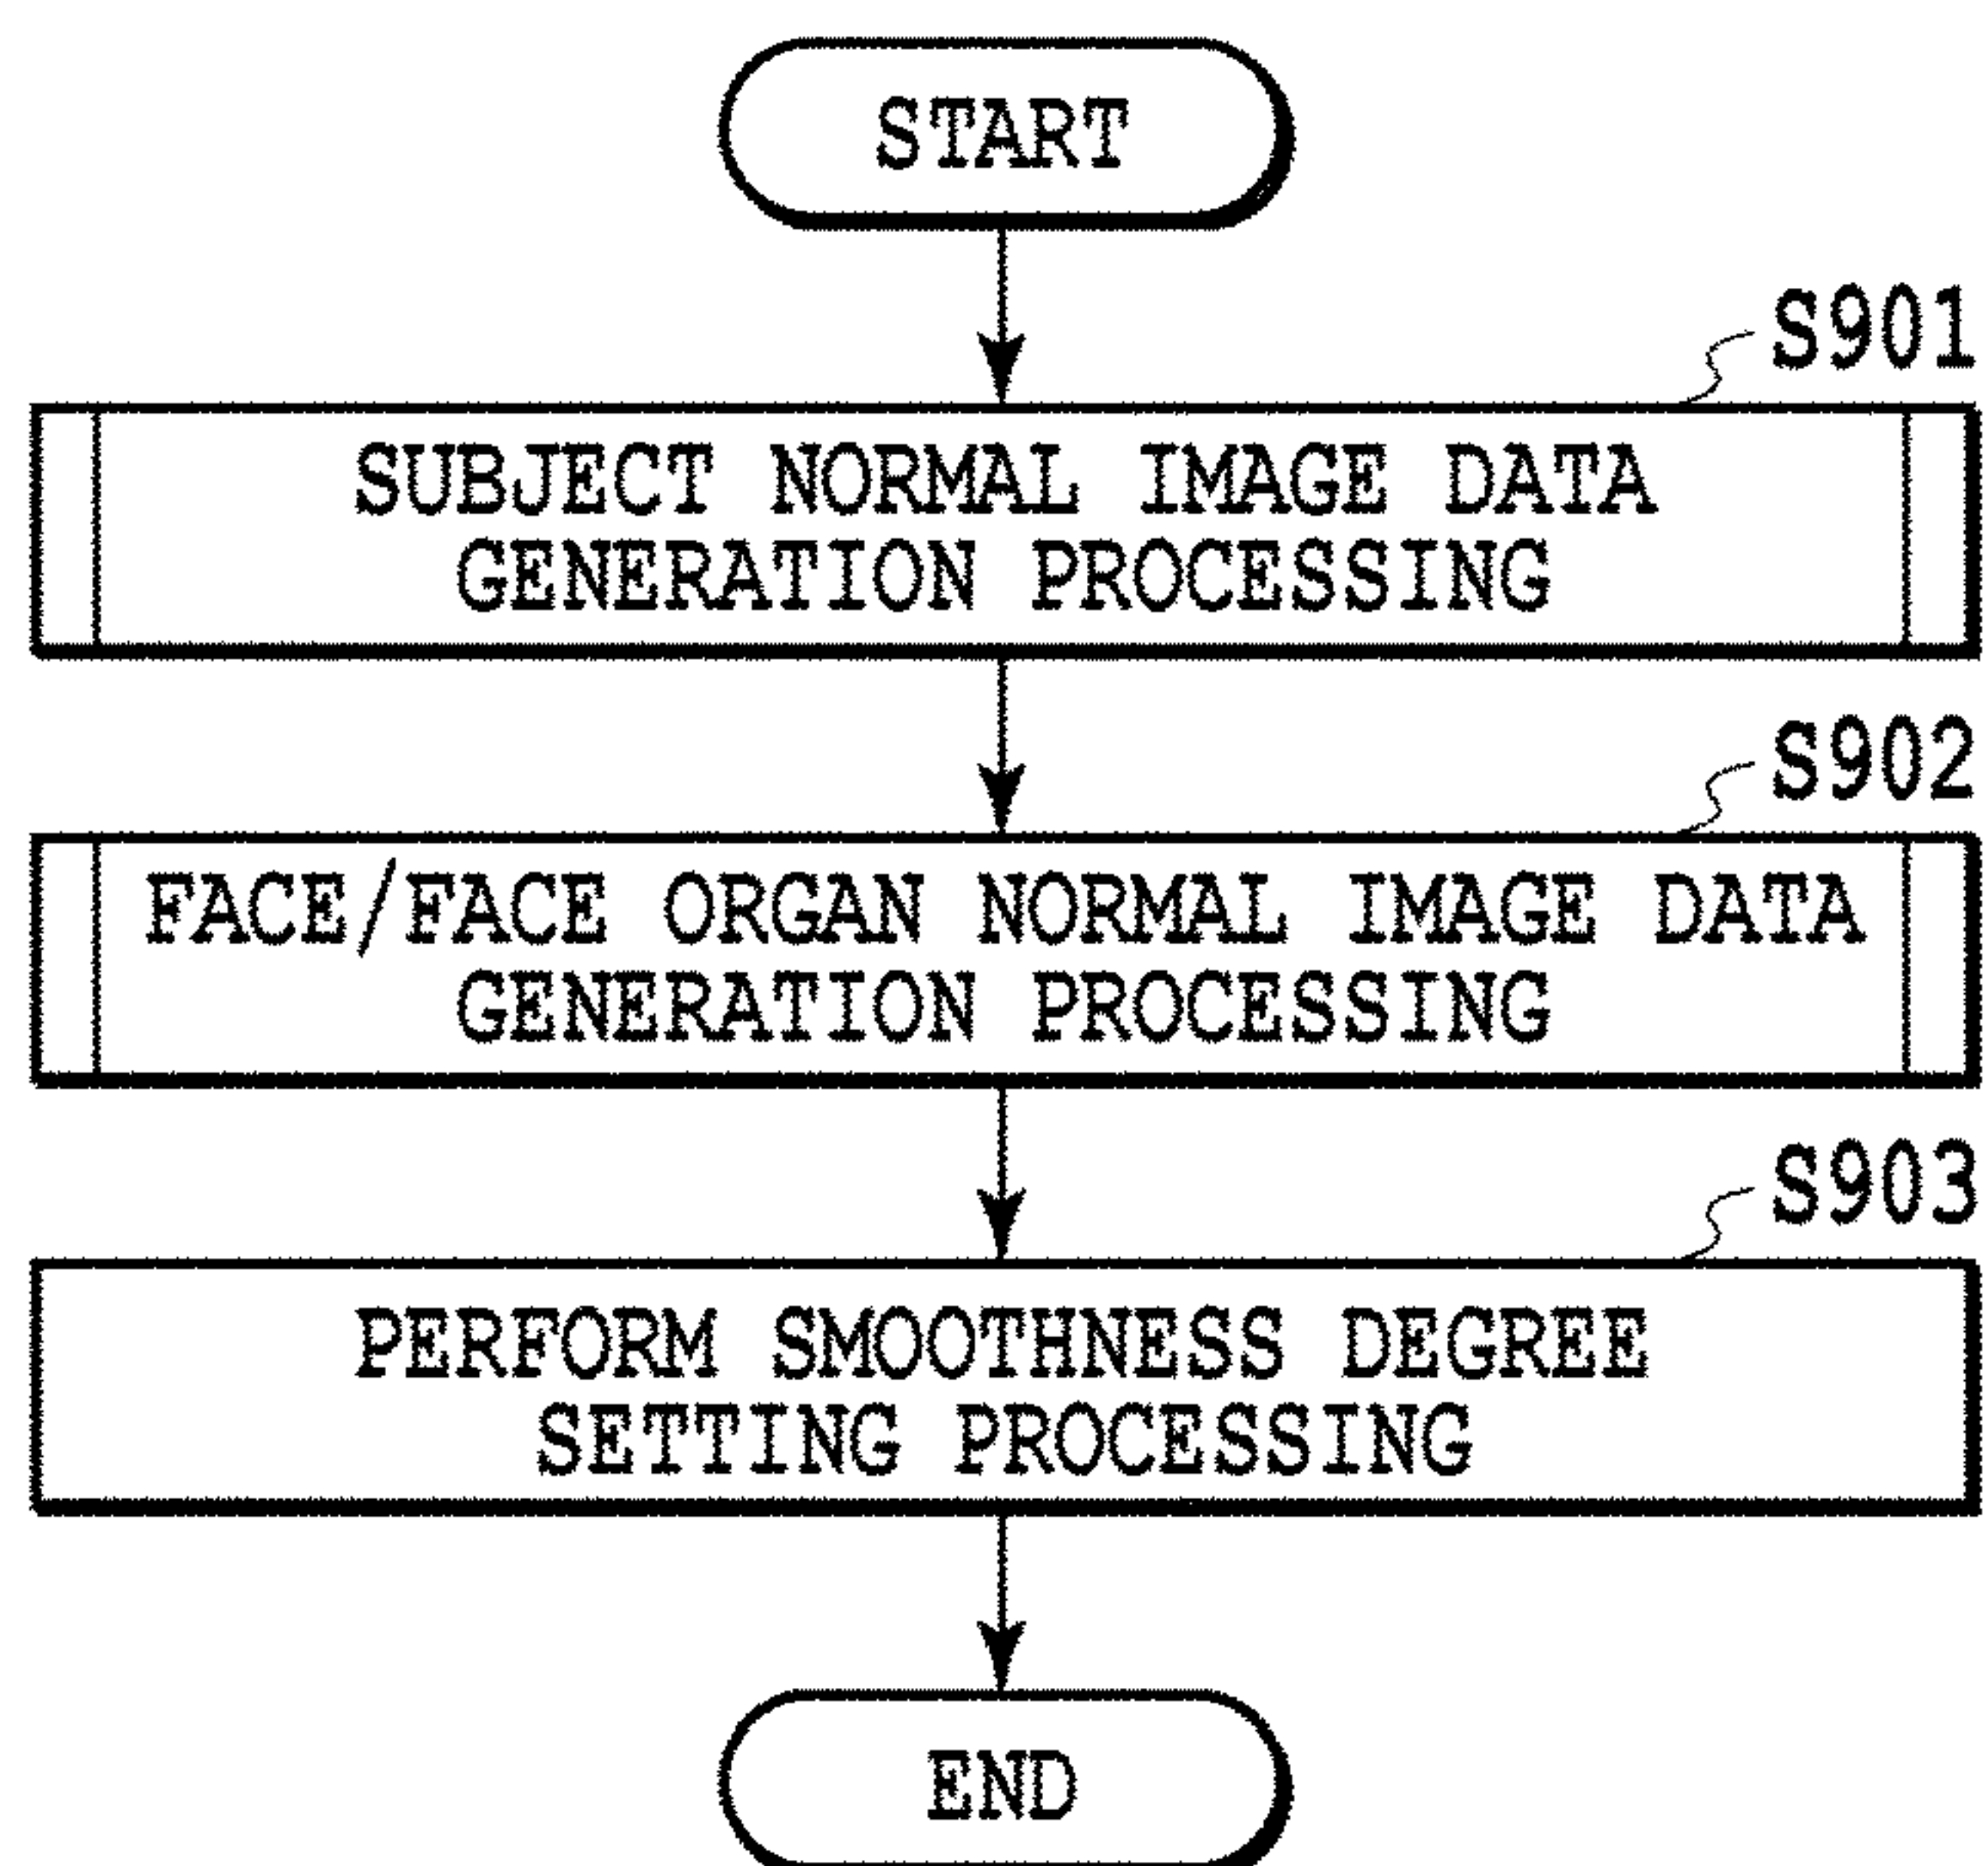 START
S901
SUBJECT NORMAL IMAGE DATA
GENERATION PROCESSING
S902
FACE/FACE ORGAN NORMAL IMAGE DATA
GENERATION PROCESSING
S903
PERFORM SMOOTHNESS DEGREE
SETTING PROCESSING
END